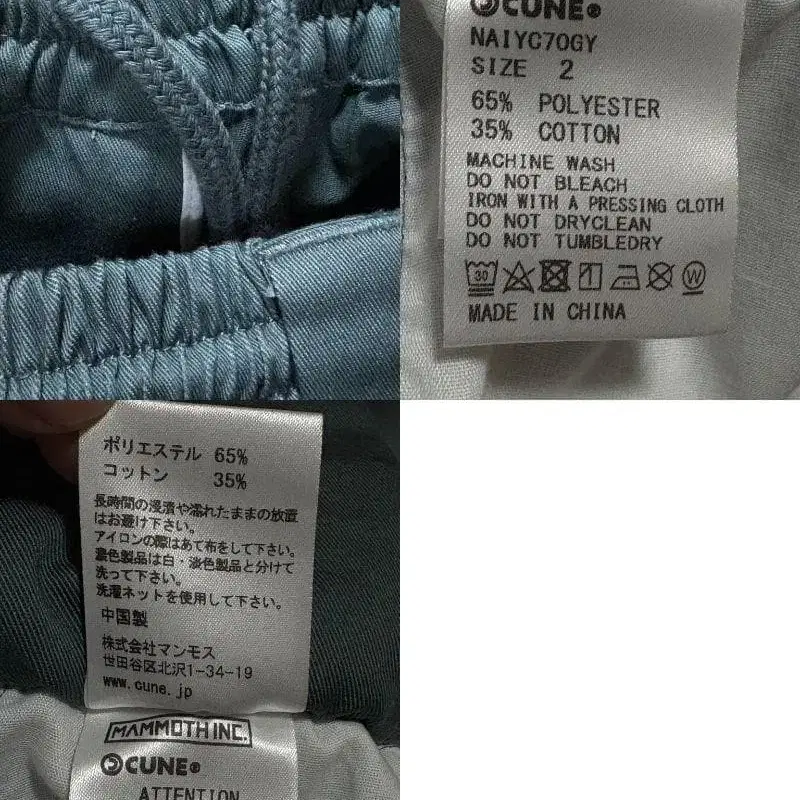 CUNE®
NAIYC70GY
SIZE 2
65% POLYESTER
35% COTTON
MACHINE WASH
DO NOT BLEACH
IRON WITH A PRESSING CLOTH
DO NOT DRYCLEAN
DO NOT TUMBLEDRY
30
W
MADE IN CHINA
ポリエステル 65%
コットン 35%
長時間の浸漬や濡れたままの放置
はお避け下さい。
アイロンの際はあて布をして下さい。
濃色製品は白・淡色製品と分けて
洗って下さい。
洗濯ネットを使用して下さい。
中国製
株式会社マンモス
世田谷区北沢1-34-19
www.cune.jp
MAMMOTH INC.
CUNE®
ATTENTION